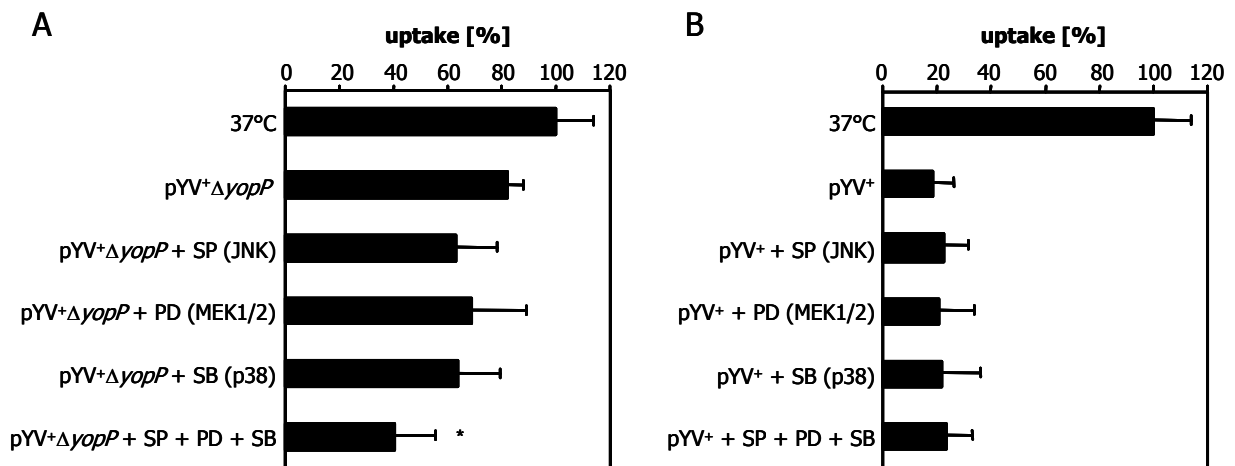 A
uptake [%]
0 20 40 60 80 100 120
37°C
pYV⁺ΔyopP
pYV⁺ΔyopP + SP (JNK)
pYV⁺ΔyopP + PD (MEK1/2)
pYV⁺ΔyopP + SB (p38)
pYV⁺ΔyopP + SP + PD + SB
*
B
uptake [%]
0 20 40 60 80 100 120
37°C
pYV⁺
pYV⁺ + SP (JNK)
pYV⁺ + PD (MEK1/2)
pYV⁺ + SB (p38)
pYV⁺ + SP + PD + SB